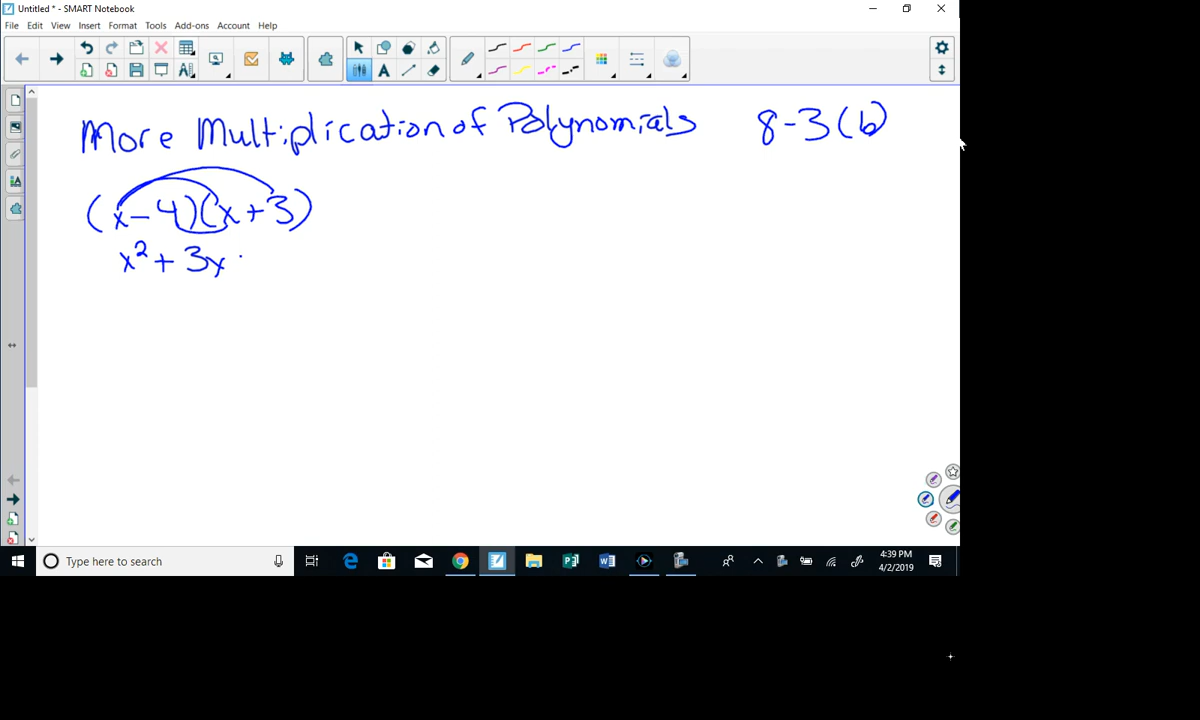 Untitled * - SMART Notebook
File Edit View Insert Format Tools Add-ons Account Help
More Multiplication of Polynomials 8-3 (b)
(x-4)(x+3)
x² + 3x
Type here to search
4:39 PM
4/2/2019